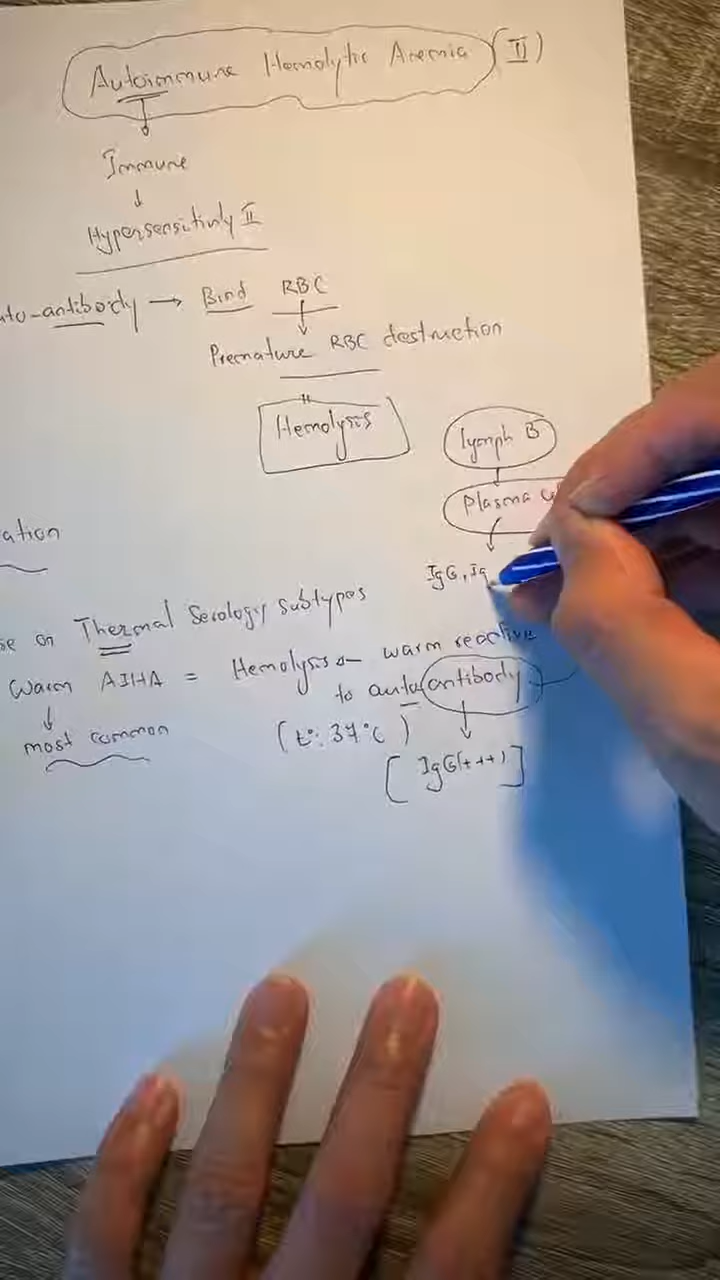 Autoimmune Hemolytic Anemia (II)
Immune
Hypersensitivity II
uto-antibody → Bind RBC
Premature RBC destruction
Hemolysis
Lymph B
Plasma
ation
IgG, Ig
se on Thermal Serology Subtypes
Warm AIHA = Hemolysis warm reactive
to auto antibody
most common
(t°: 37°C)
[IgG(+++)]